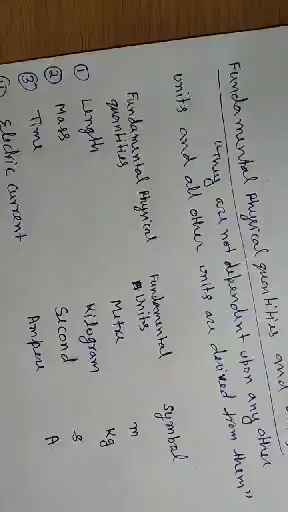 Fundamental Physical quantities and
they are not dependent upon any other
units and all other units are derived from them"
Fundamental Physical quantities Fundamental units Symbol
① Length Metre m
② Mass Kilogram Kg
③ Time Second s
Electric current Ampere A